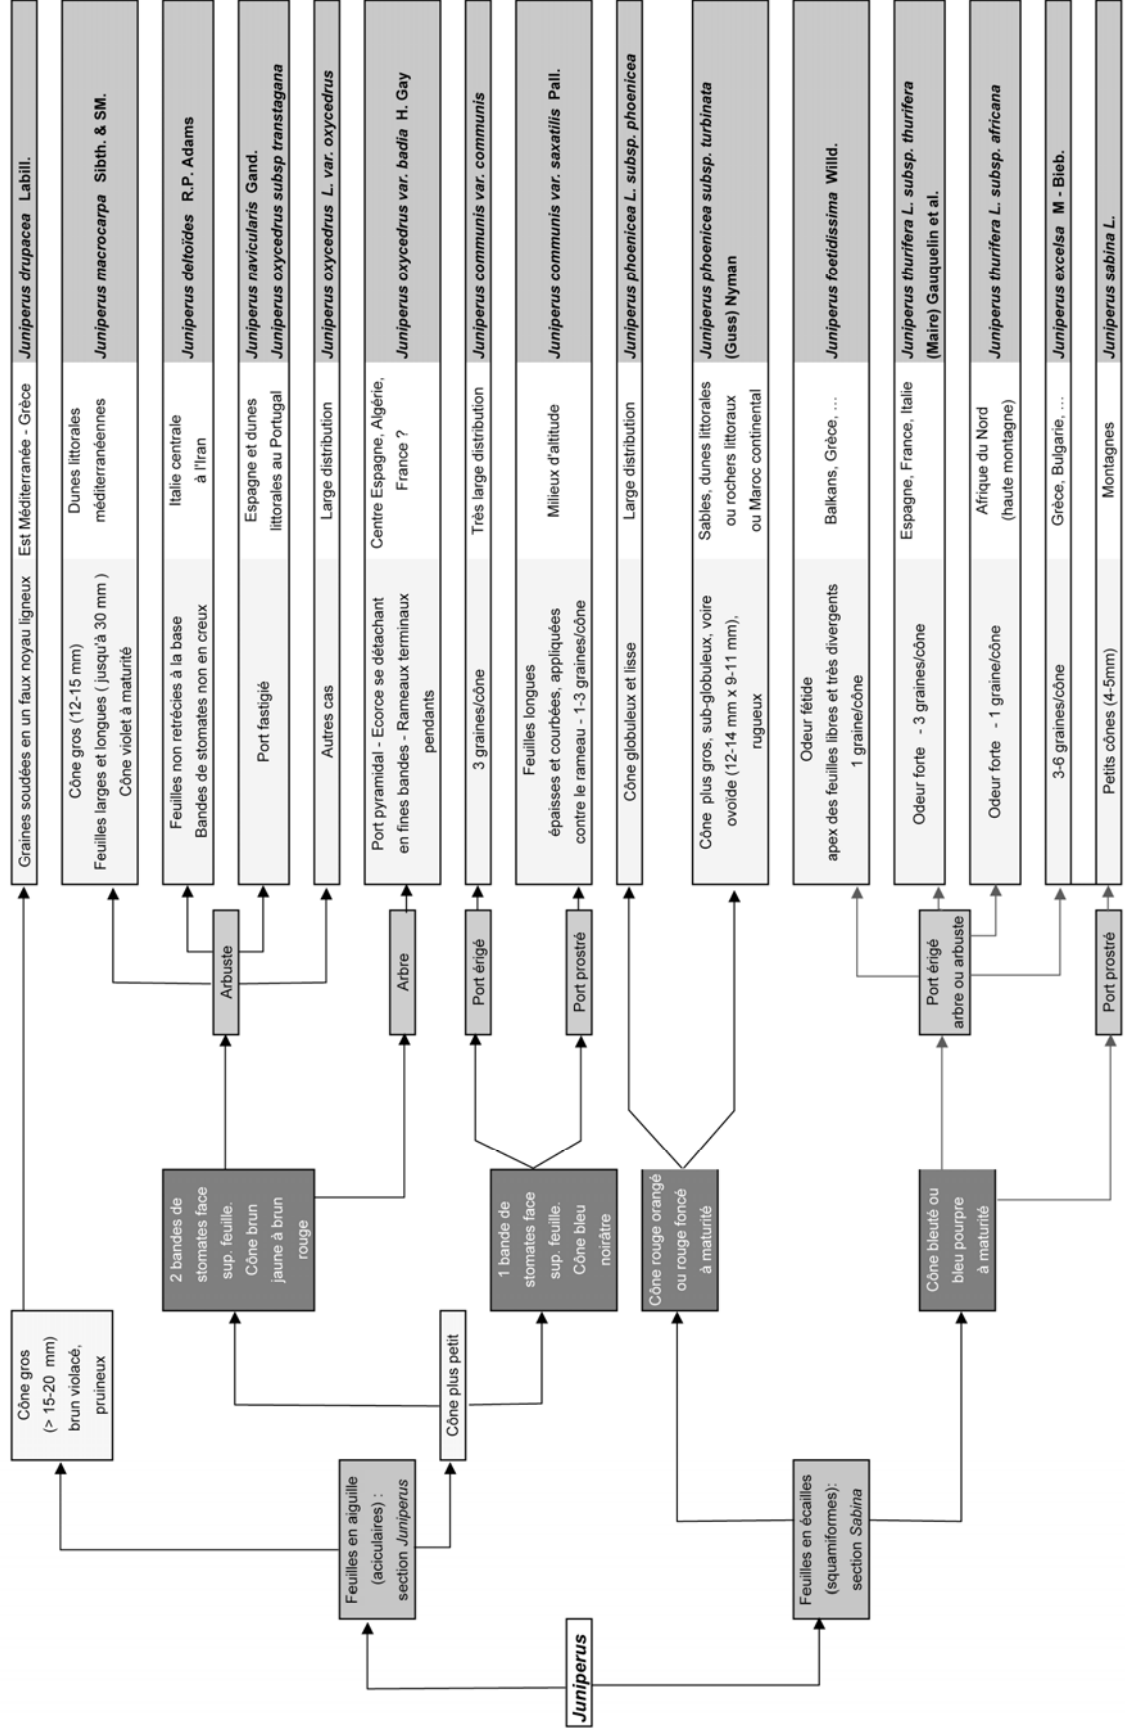 Juniperus
Feuilles en aiguille
(aciculaires) :
section Juniperus
Feuilles en écailles
(squamiformes):
section Sabina
Cône gros
(> 15-20 mm)
brun violacé,
pruineux
Cône plus petit
2 bandes de
stomates face
sup. feuille.
Cône brun
jaune à brun
rouge
1 bande de
stomates face
sup. feuille.
Cône bleu
noirâtre
Cône rouge orangé
ou rouge foncé
à maturité
Cône bleuté ou
bleu pourpre
à maturité
Arbuste
Arbre
Port érigé
Port prostré
Port érigé
arbre ou arbuste
Port prostré
Graines soudées en un faux noyau ligneux
Est Méditerranée - Grèce
Juniperus drupacea Labill.
Cône gros (12-15 mm)
Feuilles larges et longues ( jusqu'à 30 mm )
Cône violet à maturité
Dunes littorales
méditerranéennes
Juniperus macrocarpa Sibth. & SM.
Feuilles non retrécies à la base
Bandes de stomates non en creux
Italie centrale
à l'Iran
Juniperus deltoïdes R.P. Adams
Port fastigié
Espagne et dunes
littorales au Portugal
Juniperus navicularis Gand.
Juniperus oxycedrus subsp transtagana
Autres cas
Large distribution
Juniperus oxycedrus L. var. oxycedrus
Port pyramidal - Ecorce se détachant
en fines bandes - Rameaux terminaux
pendants
Centre Espagne, Algérie,
France ?
Juniperus oxycedrus var. badia H. Gay
3 graines/cône
Très large distribution
Juniperus communis var. communis
Feuilles longues
épaisses et courbées, appliquées
contre le rameau - 1-3 graines/cône
Milieux d'altitude
Juniperus communis var. saxatilis Pall.
Cône globuleux et lisse
Large distribution
Juniperus phoenicea L. subsp. phoenicea
Cône plus gros, sub-globuleux, voire
ovoïde (12-14 mm x 9-11 mm),
rugueux
Sables, dunes littorales
ou rochers littoraux
ou Maroc continental
Juniperus phoenicea subsp. turbinata
(Guss) Nyman
Odeur fétide
apex des feuilles libres et très divergents
1 graine/cône
Balkans, Grèce, ...
Juniperus foetidissima Willd.
Odeur forte - 3 graines/cône
Espagne, France, Italie
Juniperus thurifera L. subsp. thurifera
(Maire) Gauquelin et al.
Odeur forte - 1 graine/cône
Afrique du Nord
(haute montagne)
Juniperus thurifera L. subsp. africana
3-6 graines/cône
Grèce, Bulgarie, ...
Juniperus excelsa M - Bieb.
Petits cônes (4-5mm)
Montagnes
Juniperus sabina L.